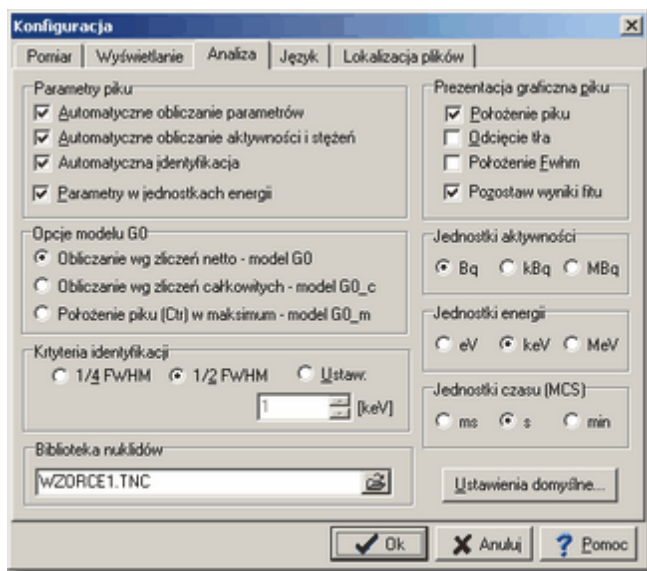 Konfiguracja
Pomiar Wyświetlanie Analiza Język Lokalizacja plików
Parametry piku
Automatyczne obliczanie parametrów
Automatyczne obliczanie aktywności i stężeń
Automatyczna identyfikacja
Parametry w jednostkach energii
Prezentacja graficzna piku
Położenie piku
Odcięcie tła
Położenie Fwhm
Pozostaw wyniki fitu
Opcje modelu G0
Obliczanie wg zliczeń netto - model G0
Obliczanie wg zliczeń całkowitych - model G0_c
Położenie piku (Ctr) w maksimum - model G0_m
Jednostki aktywności
Bq kBq MBq
Jednostki energii
eV keV MeV
Krtyteria identyfikacji
1/4 FWHM 1/2 FWHM Ustaw:
1 [keV]
Jednostki czasu (MCS)
ms s min
Biblioteka nuklidów
WZORCE1.TNC
Ustawienia domyślne...
Ok Anuluj Pomoc